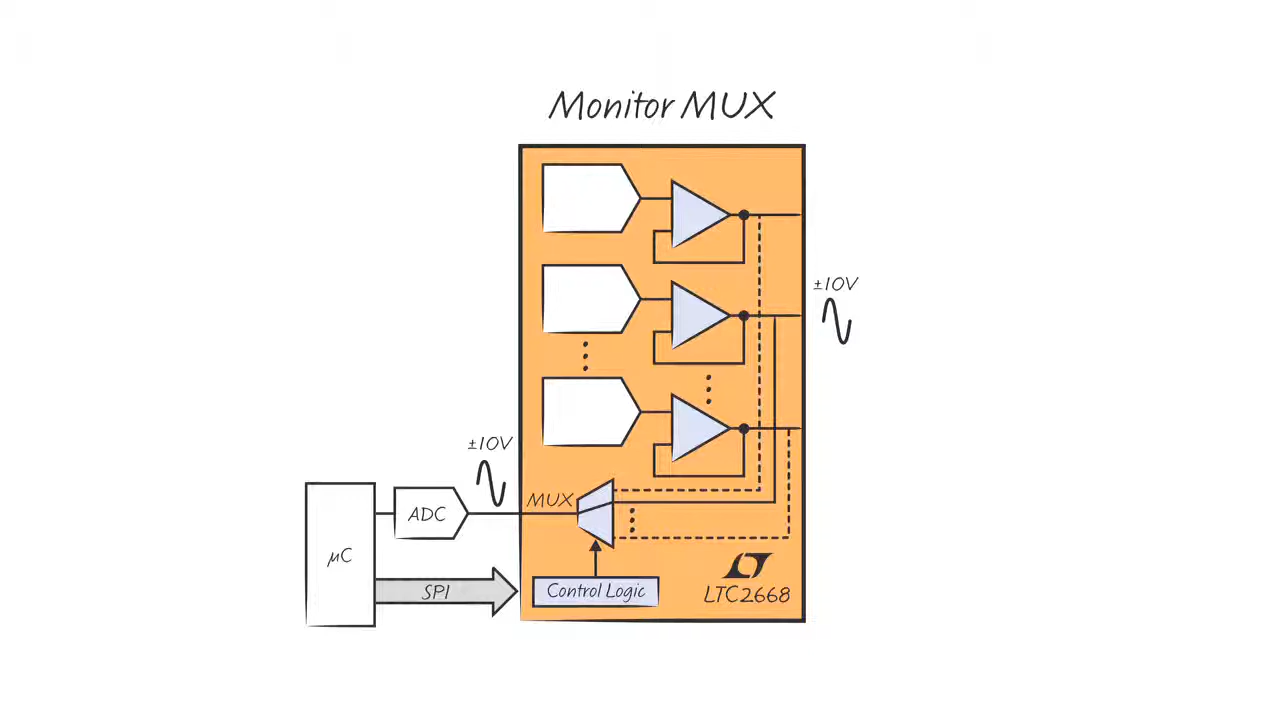 Monitor MUX
±10V
±10V
MUX
ADC
µC
SPI
Control Logic
LTC2668